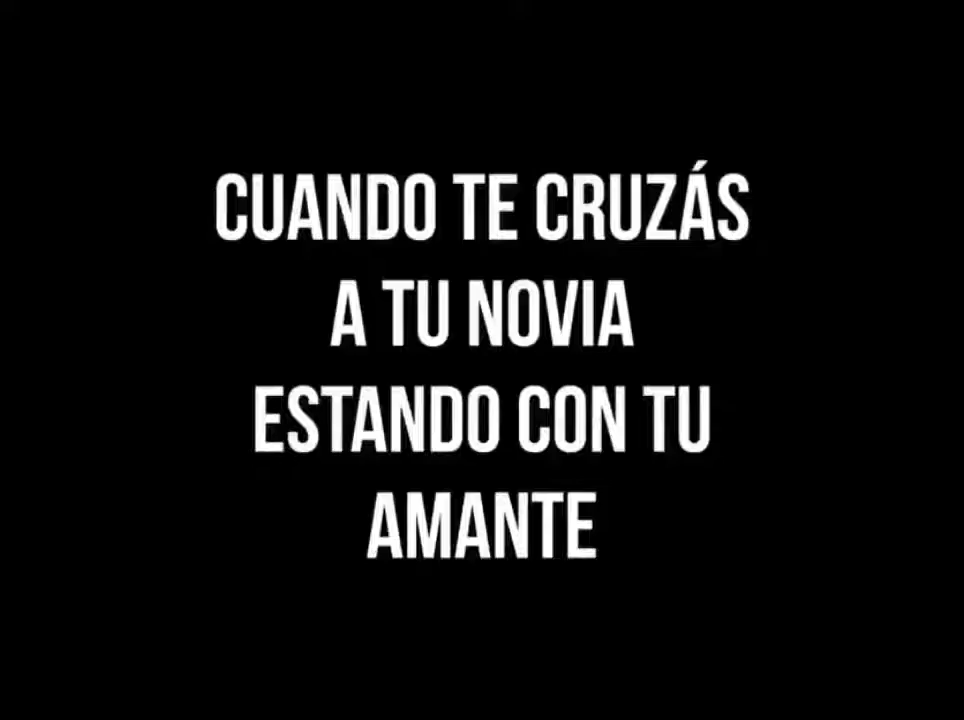 CUANDO TE CRUZÁS
A TU NOVIA
ESTANDO CON TU
AMANTE